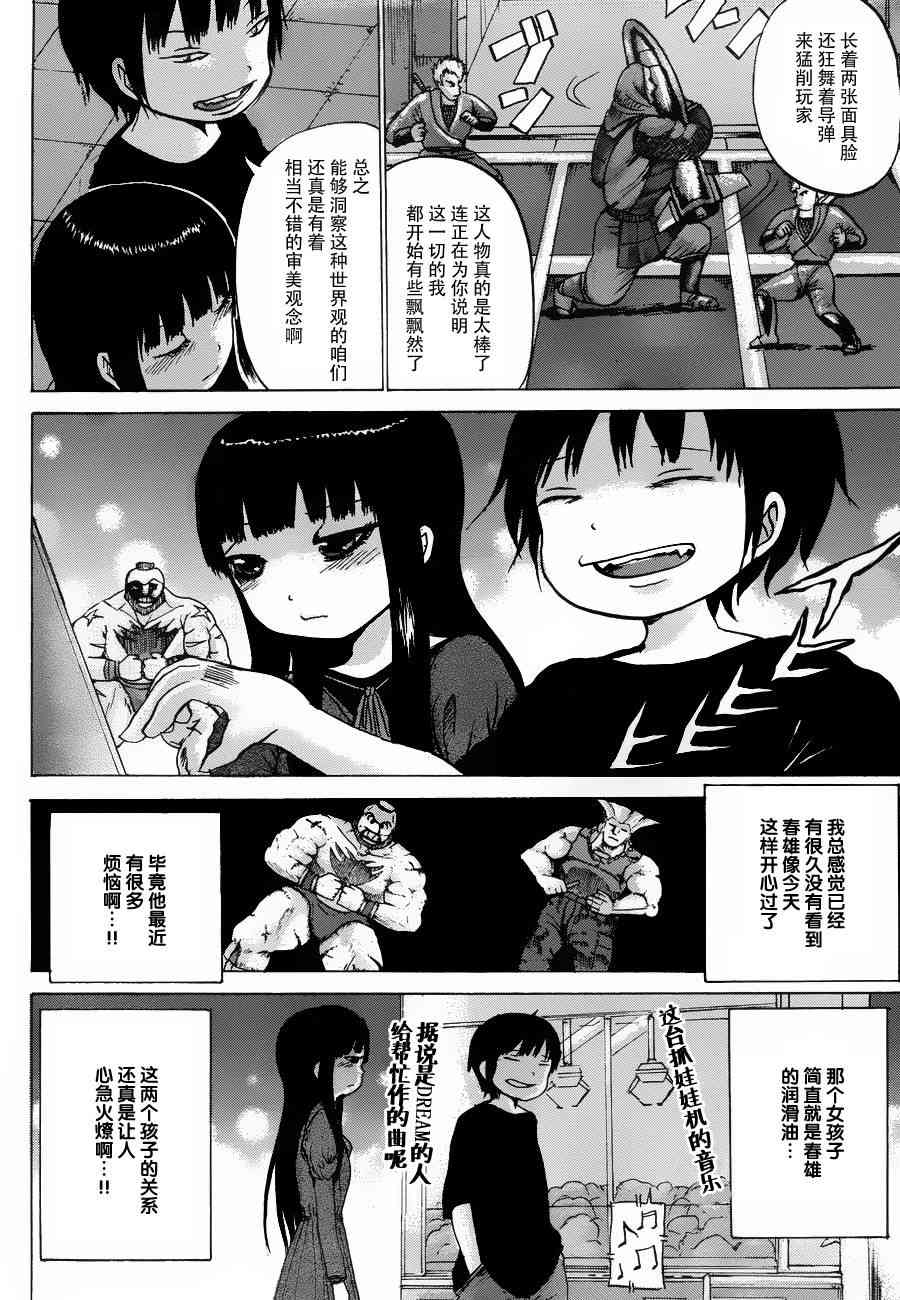 长着两张面具脸
还狂舞着导弹
来猛削玩家
这人物真的是太棒了
连正在为你说明
这一切的我
都开始有些飘飘然了
总之
能够洞察这种世界观的咱们
还真是有着
相当不错的审美观念啊
我总感觉已经
有很久没有看到
春雄像今天
这样开心过了
毕竟他最近
有很多
烦恼啊…!!
那个女孩子
简直就是春雄
的润滑油…
这台抓娃娃机的音乐
据说是DREAM的人
给帮忙作的曲呢
这两个孩子的关系
还真是让人
心急火燎啊…!!